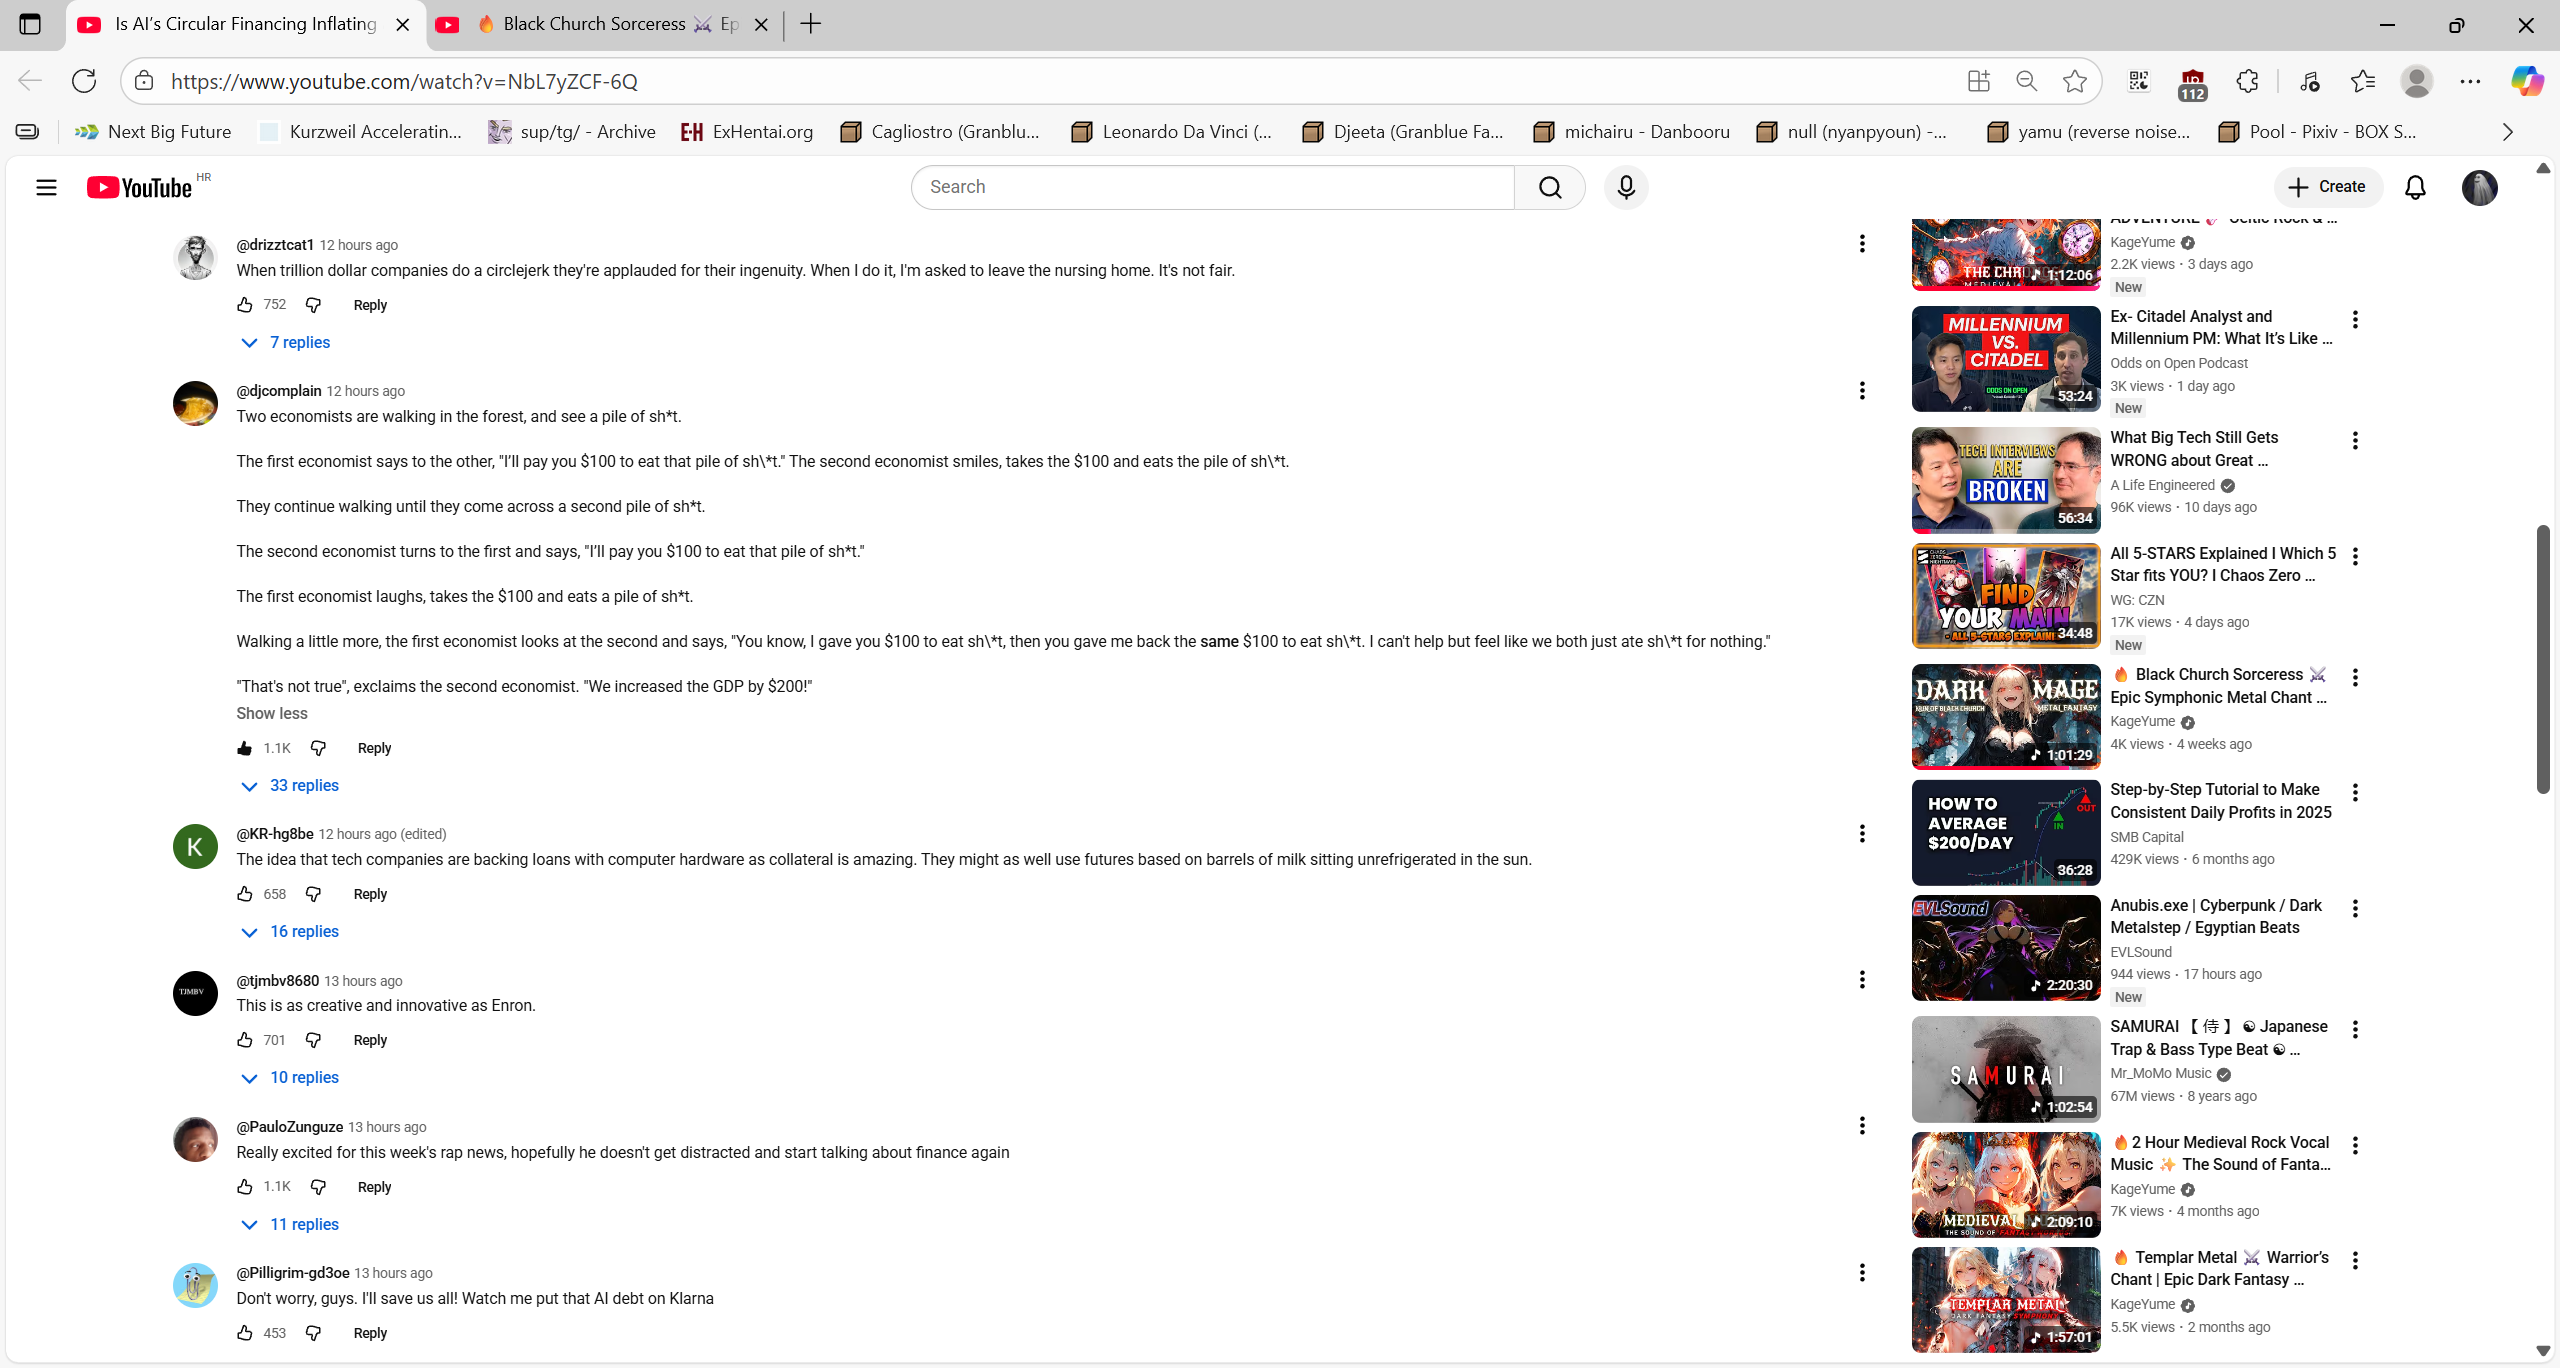 Is AI's Circular Financing Inflating
🔥 Black Church Sorceress ⚔️ Ep
https://www.youtube.com/watch?v=NbL7yZCF-6Q
112
Next Big Future
Kurzweil Acceleratin...
sup/tg/ - Archive
ExHentai.org
Cagliostro (Granblu...
Leonardo Da Vinci (...
Djeeta (Granblue Fa...
michairu - Danbooru
null (nyanpyoun) -...
yamu (reverse noise...
Pool - Pixiv - BOX S...
YouTube HR
Search
Create
@drizztcat1 12 hours ago
When trillion dollar companies do a circlejerk they're applauded for their ingenuity. When I do it, I'm asked to leave the nursing home. It's not fair.
752 Reply
7 replies
@djcomplain 12 hours ago
Two economists are walking in the forest, and see a pile of sh*t.
The first economist says to the other, "I'll pay you $100 to eat that pile of sh\*t." The second economist smiles, takes the $100 and eats the pile of sh\*t.
They continue walking until they come across a second pile of sh*t.
The second economist turns to the first and says, "I'll pay you $100 to eat that pile of sh*t."
The first economist laughs, takes the $100 and eats a pile of sh*t.
Walking a little more, the first economist looks at the second and says, "You know, I gave you $100 to eat sh\*t, then you gave me back the same $100 to eat sh\*t. I can't help but feel like we both just ate sh\*t for nothing."
"That's not true", exclaims the second economist. "We increased the GDP by $200!"
Show less
1.1K Reply
33 replies
K
@KR-hg8be 12 hours ago (edited)
The idea that tech companies are backing loans with computer hardware as collateral is amazing. They might as well use futures based on barrels of milk sitting unrefrigerated in the sun.
658 Reply
16 replies
TJMBV
@tjmbv8680 13 hours ago
This is as creative and innovative as Enron.
701 Reply
10 replies
@PauloZunguze 13 hours ago
Really excited for this week's rap news, hopefully he doesn't get distracted and start talking about finance again
1.1K Reply
11 replies
@Pilligrim-gd3oe 13 hours ago
Don't worry, guys. I'll save us all! Watch me put that AI debt on Klarna
453 Reply
THE CHR
1:12:06
KageYume
2.2K views • 3 days ago
New
MILLENNIUM
VS.
CITADEL
ODDS ON OPEN
53:24
Ex- Citadel Analyst and
Millennium PM: What It's Like ...
Odds on Open Podcast
3K views • 1 day ago
New
TECH INTERVIEWS
ARE
BROKEN
56:34
What Big Tech Still Gets
WRONG about Great ...
A Life Engineered
96K views • 10 days ago
FIND
YOUR MAIN
- ALL 5-STARS EXPLAINE
34:48
All 5-STARS Explained I Which 5
Star fits YOU? I Chaos Zero ...
WG: CZN
17K views • 4 days ago
New
DARK MAGE
NUN OF BLACK CHURCH
METAL FANTASY
1:01:29
🔥 Black Church Sorceress ⚔️
Epic Symphonic Metal Chant ...
KageYume
4K views • 4 weeks ago
HOW TO
AVERAGE
$200/DAY
OUT
IN
36:28
Step-by-Step Tutorial to Make
Consistent Daily Profits in 2025
SMB Capital
429K views • 6 months ago
EVLSound
2:20:30
Anubis.exe | Cyberpunk / Dark
Metalstep / Egyptian Beats
EVLSound
944 views • 17 hours ago
New
SAMURAI
1:02:54
SAMURAI 【 侍 】 ☯ Japanese
Trap & Bass Type Beat ☯ ...
Mr_MoMo Music
67M views • 8 years ago
MEDIEVAL
THE SOUND OF
2:09:10
🔥 2 Hour Medieval Rock Vocal
Music ✨ The Sound of Fanta...
KageYume
7K views • 4 months ago
TEMPLAR METAL
DARK FANTASY SYMPHONY
1:57:01
🔥 Templar Metal ⚔️ Warrior's
Chant | Epic Dark Fantasy ...
KageYume
5.5K views • 2 months ago